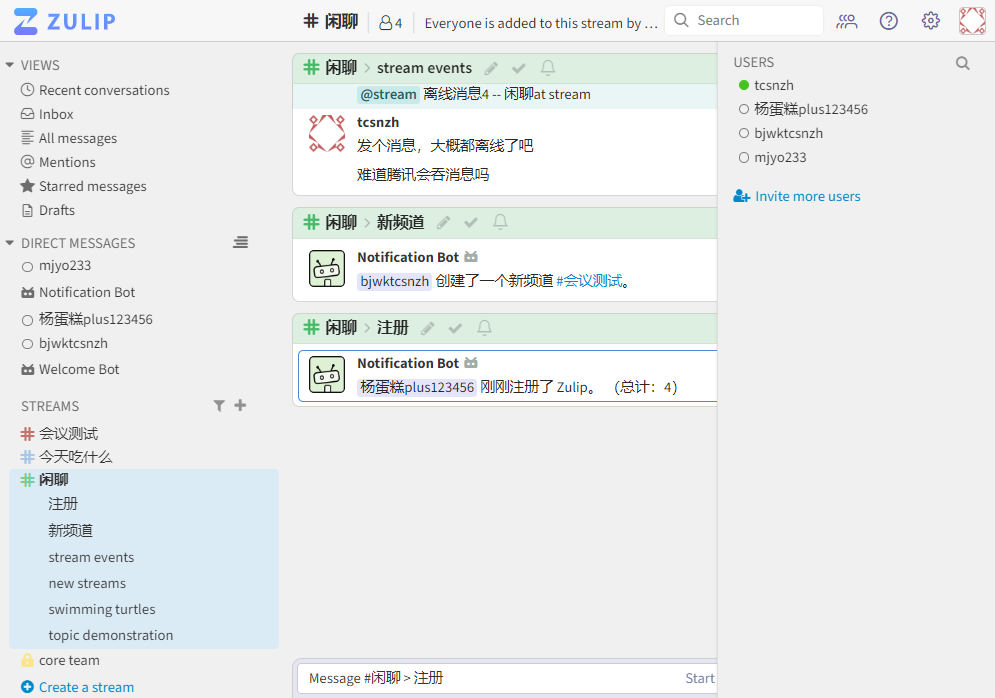 ZULIP
闲聊 4 Everyone is added to this stream by … Search
VIEWS
Recent conversations
Inbox
All messages
Mentions
Starred messages
Drafts
DIRECT MESSAGES
mjyo233
Notification Bot
杨蛋糕plus123456
bjwktcsnzh
Welcome Bot
STREAMS
会议测试
今天吃什么
闲聊
注册
新频道
stream events
new streams
swimming turtles
topic demonstration
core team
Create a stream
闲聊 > stream events
@stream 离线消息4 -- 闲聊at stream
tcsnzh
发个消息，大概都离线了吧
难道腾讯会吞消息吗
闲聊 > 新频道
Notification Bot
bjwktcsnzh 创建了一个新频道 #会议测试。
闲聊 > 注册
Notification Bot
杨蛋糕plus123456 刚刚注册了 Zulip。 （总计：4）
Message #闲聊 > 注册 Start
USERS
tcsnzh
杨蛋糕plus123456
bjwktcsnzh
mjyo233
Invite more users